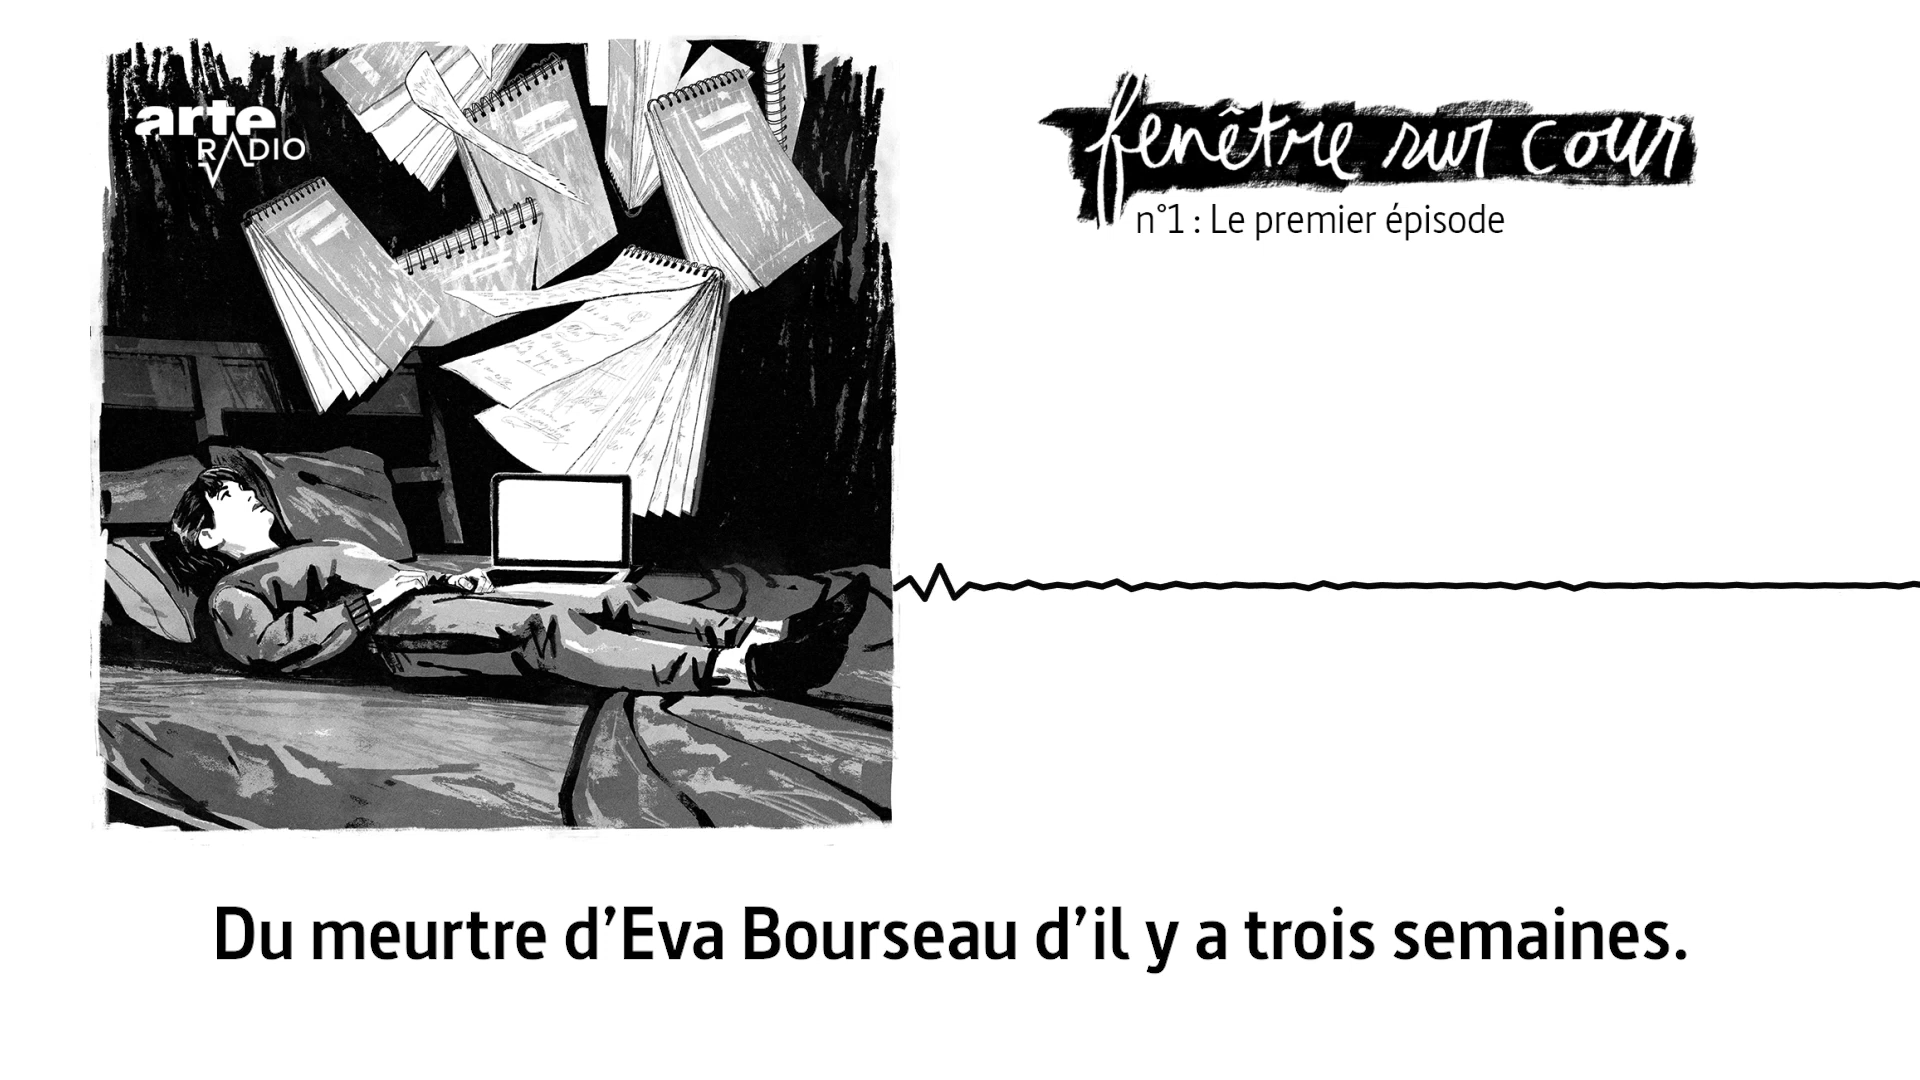 arte
RADIO
fenêtre sur cour
n°1 : Le premier épisode
Du meurtre d’Eva Bourseau d’il y a trois semaines.